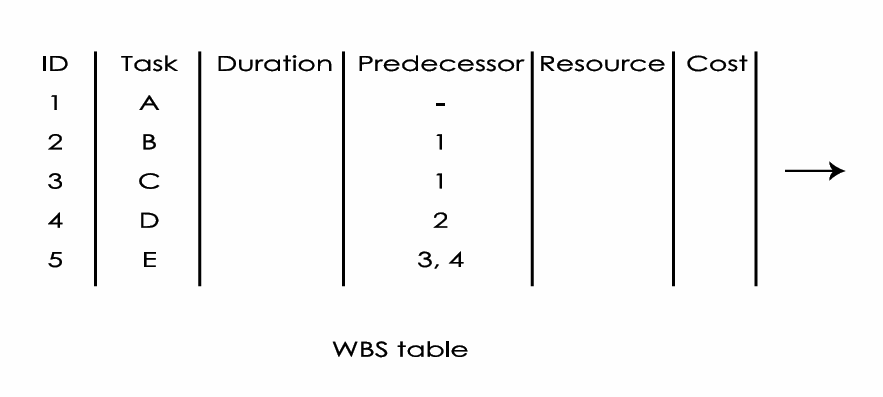 ID Task Duration Predecessor Resource Cost
1 A -
2 B 1
3 C 1
4 D 2
5 E 3, 4
WBS table